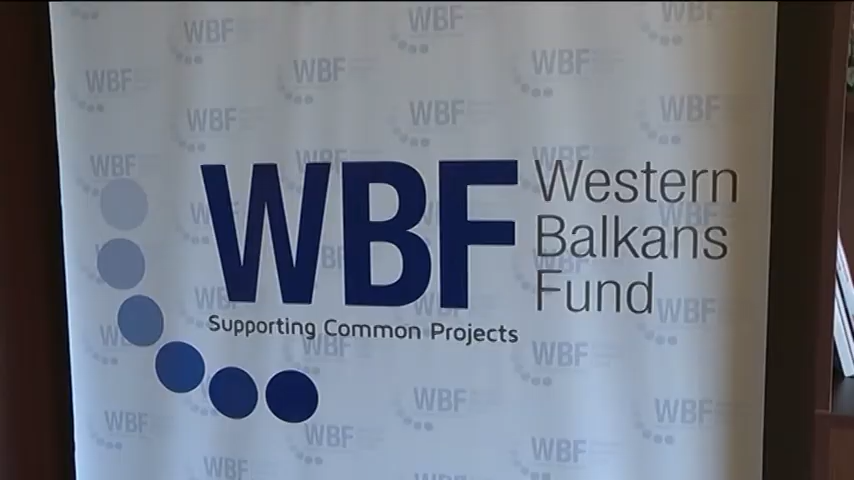 WBF
Western
Balkans
Fund
Supporting Common Projects